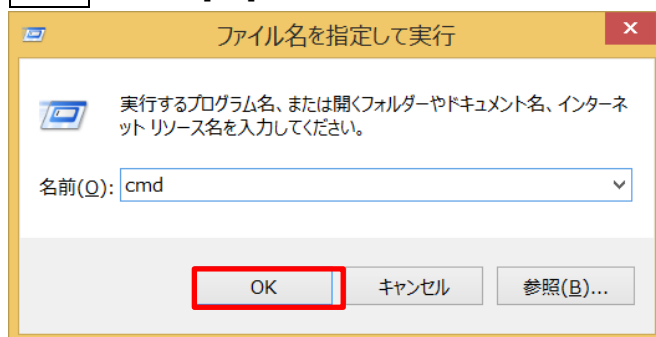 ファイル名を指定して実行
実行するプログラム名、または開くフォルダーやドキュメント名、インターネ
ット リソース名を入力してください。
名前(O): cmd
OK キャンセル 参照(B)...